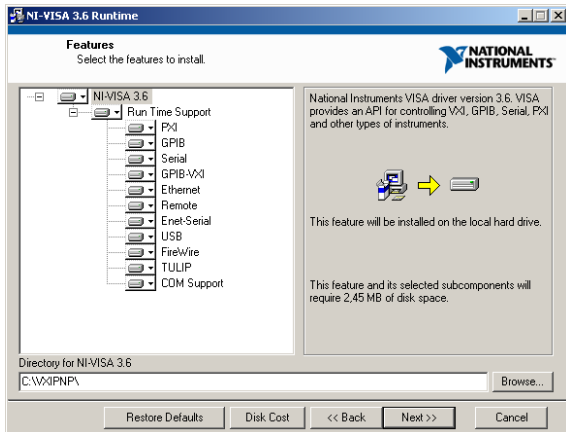 NI-VISA 3.6 Runtime
Features
Select the features to install.
NATIONAL
INSTRUMENTS™
NI-VISA 3.6
Run Time Support
PXI
GPIB
Serial
GPIB-VXI
Ethernet
Remote
Enet-Serial
USB
FireWire
TULIP
COM Support
National Instruments VISA driver version 3.6. VISA
provides an API for controlling VXI, GPIB, Serial, PXI
and other types of instruments.
This feature will be installed on the local hard drive.
This feature and its selected subcomponents will
require 2,45 MB of disk space.
Directory for NI-VISA 3.6
C:\VXIPNP\
Browse...
Restore Defaults
Disk Cost
<< Back
Next >>
Cancel